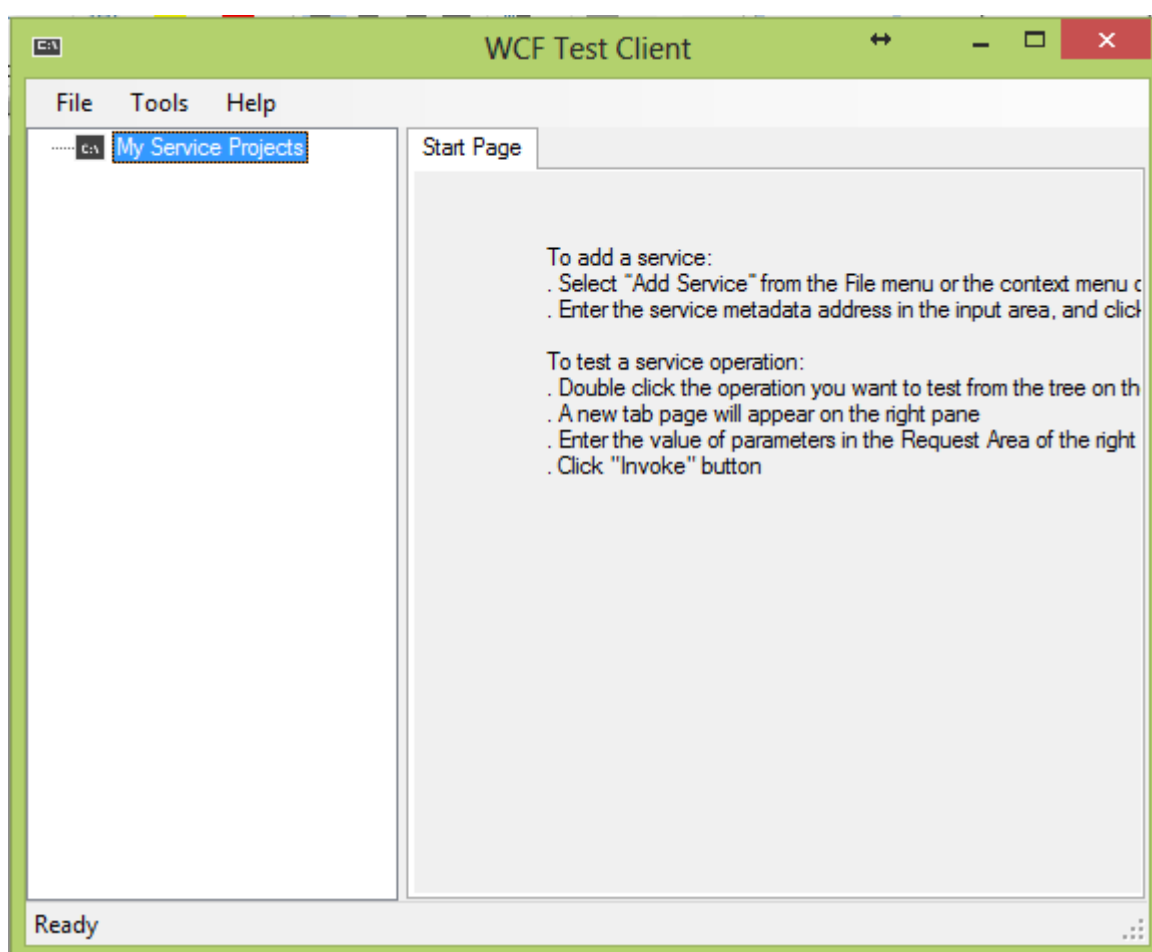 WCF Test Client
File Tools Help
My Service Projects
Start Page
To add a service:
. Select "Add Service" from the File menu or the context menu
. Enter the service metadata address in the input area, and click
To test a service operation:
. Double click the operation you want to test from the tree on
. A new tab page will appear on the right pane
. Enter the value of parameters in the Request Area of the right
. Click "Invoke" button
Ready